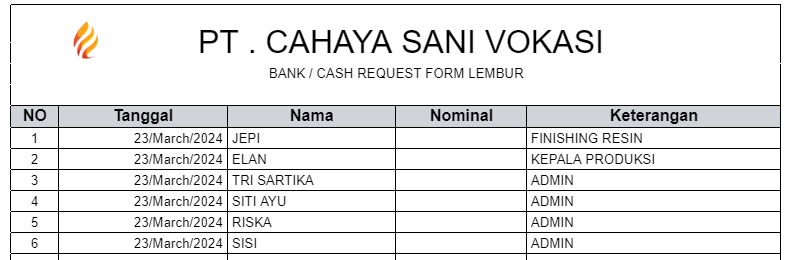 PT . CAHAYA SANI VOKASI
BANK / CASH REQUEST FORM LEMBUR
NO Tanggal Nama Nominal Keterangan
1 23/March/2024 JEPI FINISHING RESIN
2 23/March/2024 ELAN KEPALA PRODUKSI
3 23/March/2024 TRI SARTIKA ADMIN
4 23/March/2024 SITI AYU ADMIN
5 23/March/2024 RISKA ADMIN
6 23/March/2024 SISI ADMIN